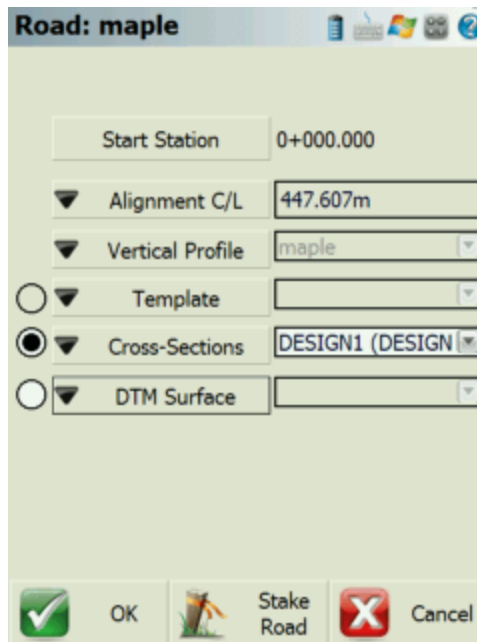 Road: maple
Start Station 0+000.000
Alignment C/L 447.607m
Vertical Profile maple
Template
Cross-Sections DESIGN1 (DESIGN
DTM Surface
OK Stake Road Cancel